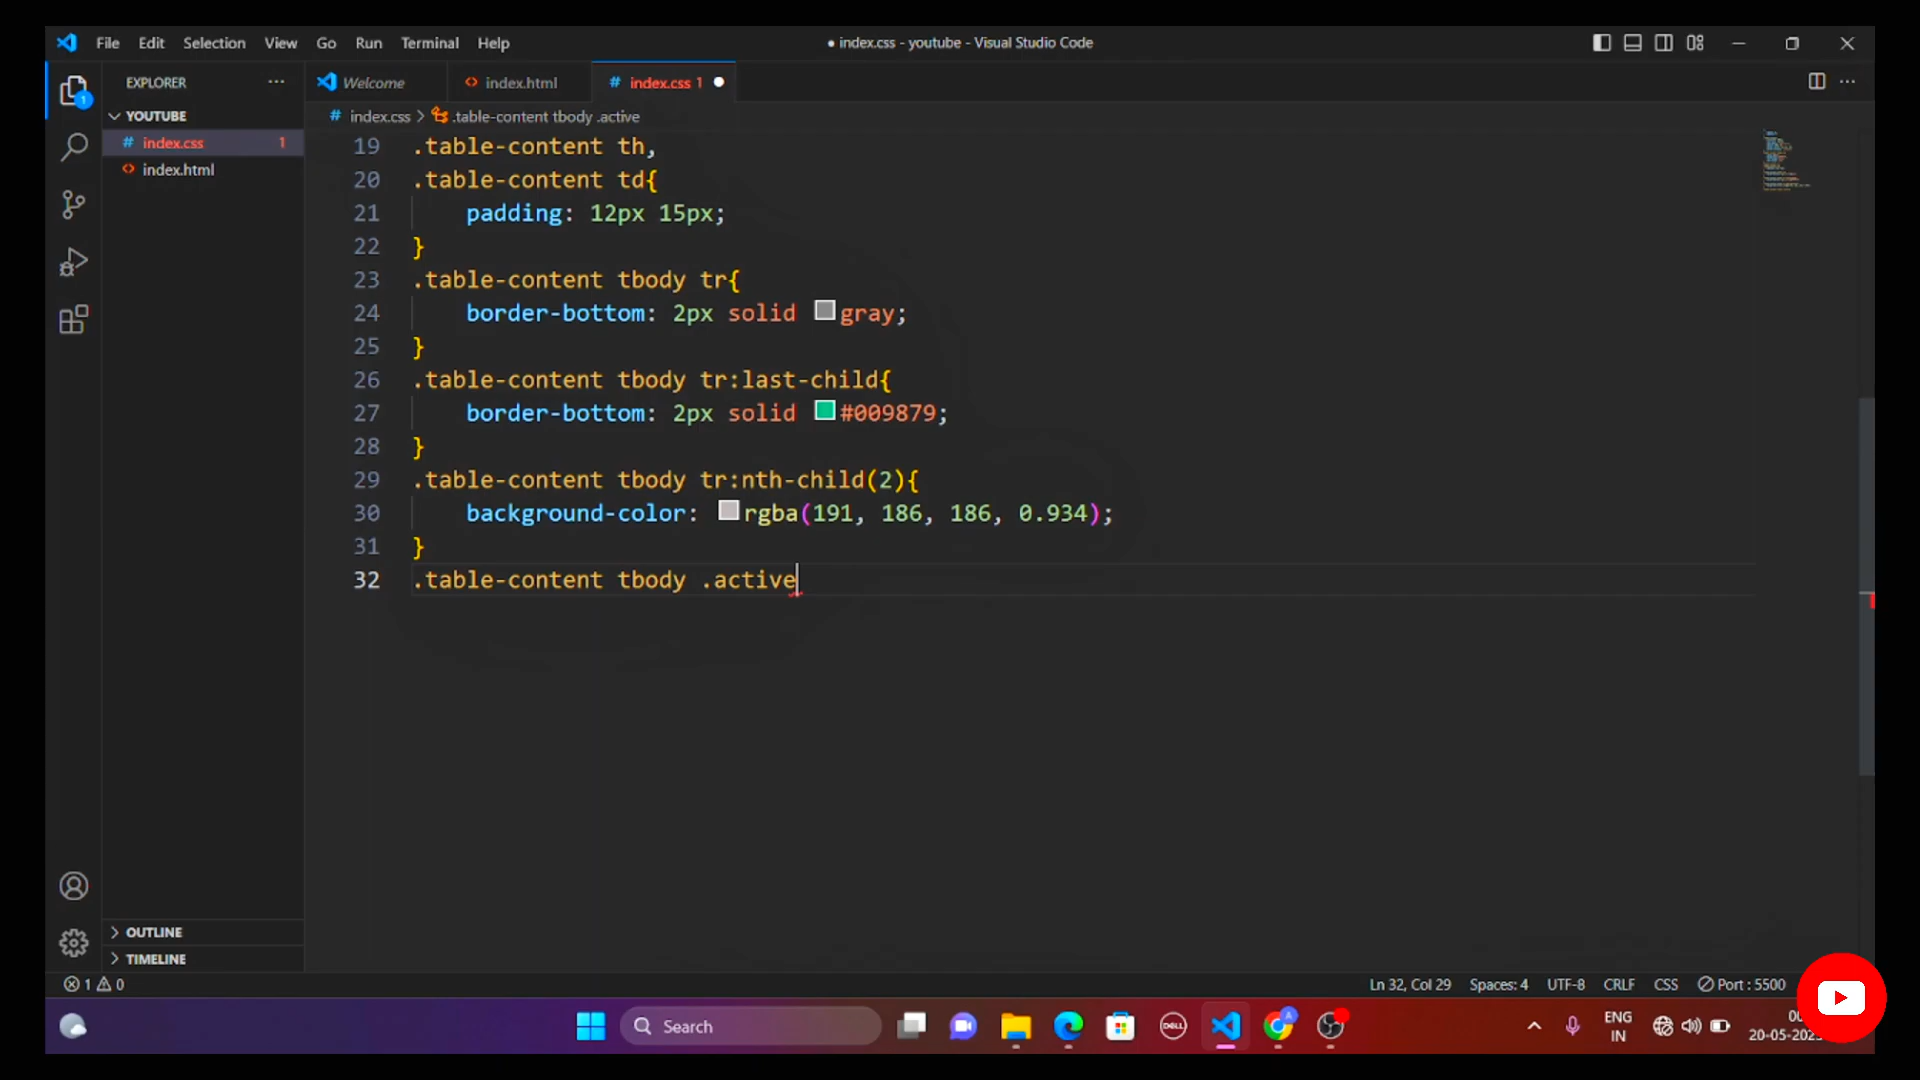 File Edit Selection View Go Run Terminal Help
● index.css - youtube - Visual Studio Code
EXPLORER
Welcome
index.html
# index.css 1
YOUTUBE
# index.css > .table-content tbody .active
# index.css 1
index.html
19 .table-content th,
20 .table-content td{
21 padding: 12px 15px;
22 }
23 .table-content tbody tr{
24 border-bottom: 2px solid gray;
25 }
26 .table-content tbody tr:last-child{
27 border-bottom: 2px solid #009879;
28 }
29 .table-content tbody tr:nth-child(2){
30 background-color: rgba(191, 186, 186, 0.934);
31 }
32 .table-content tbody .active
1
OUTLINE
TIMELINE
1 0
Ln 32, Col 29 Spaces: 4 UTF-8 CRLF CSS Port : 5500
Search
DELL
ENG
IN